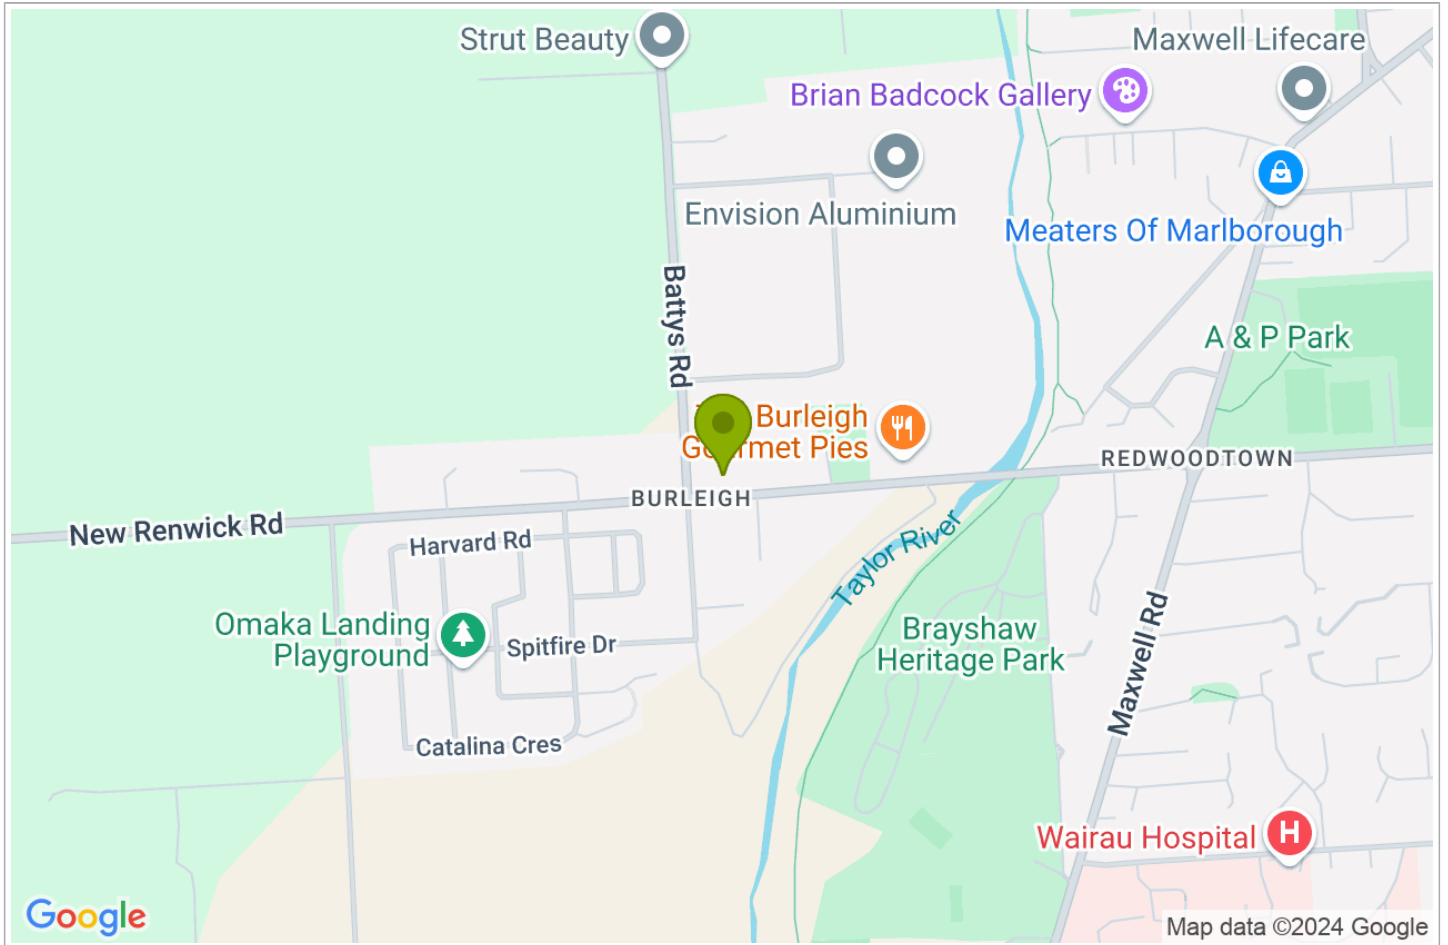 Strut Beauty
Maxwell Lifecare
Brian Badcock Gallery
Envision Aluminium
Meaters Of Marlborough
Battys Rd
A & P Park
Burleigh
Pies
REDWOODTOWN
BURLEIGH
New Renwick Rd
Harvard Rd
Taylor River
Omaka Landing
Playground
Spitfire Dr
Brayshaw
Heritage Park
Maxwell Rd
Catalina Cres
Wairau Hospital
H
Google
Map data ©2024 Google